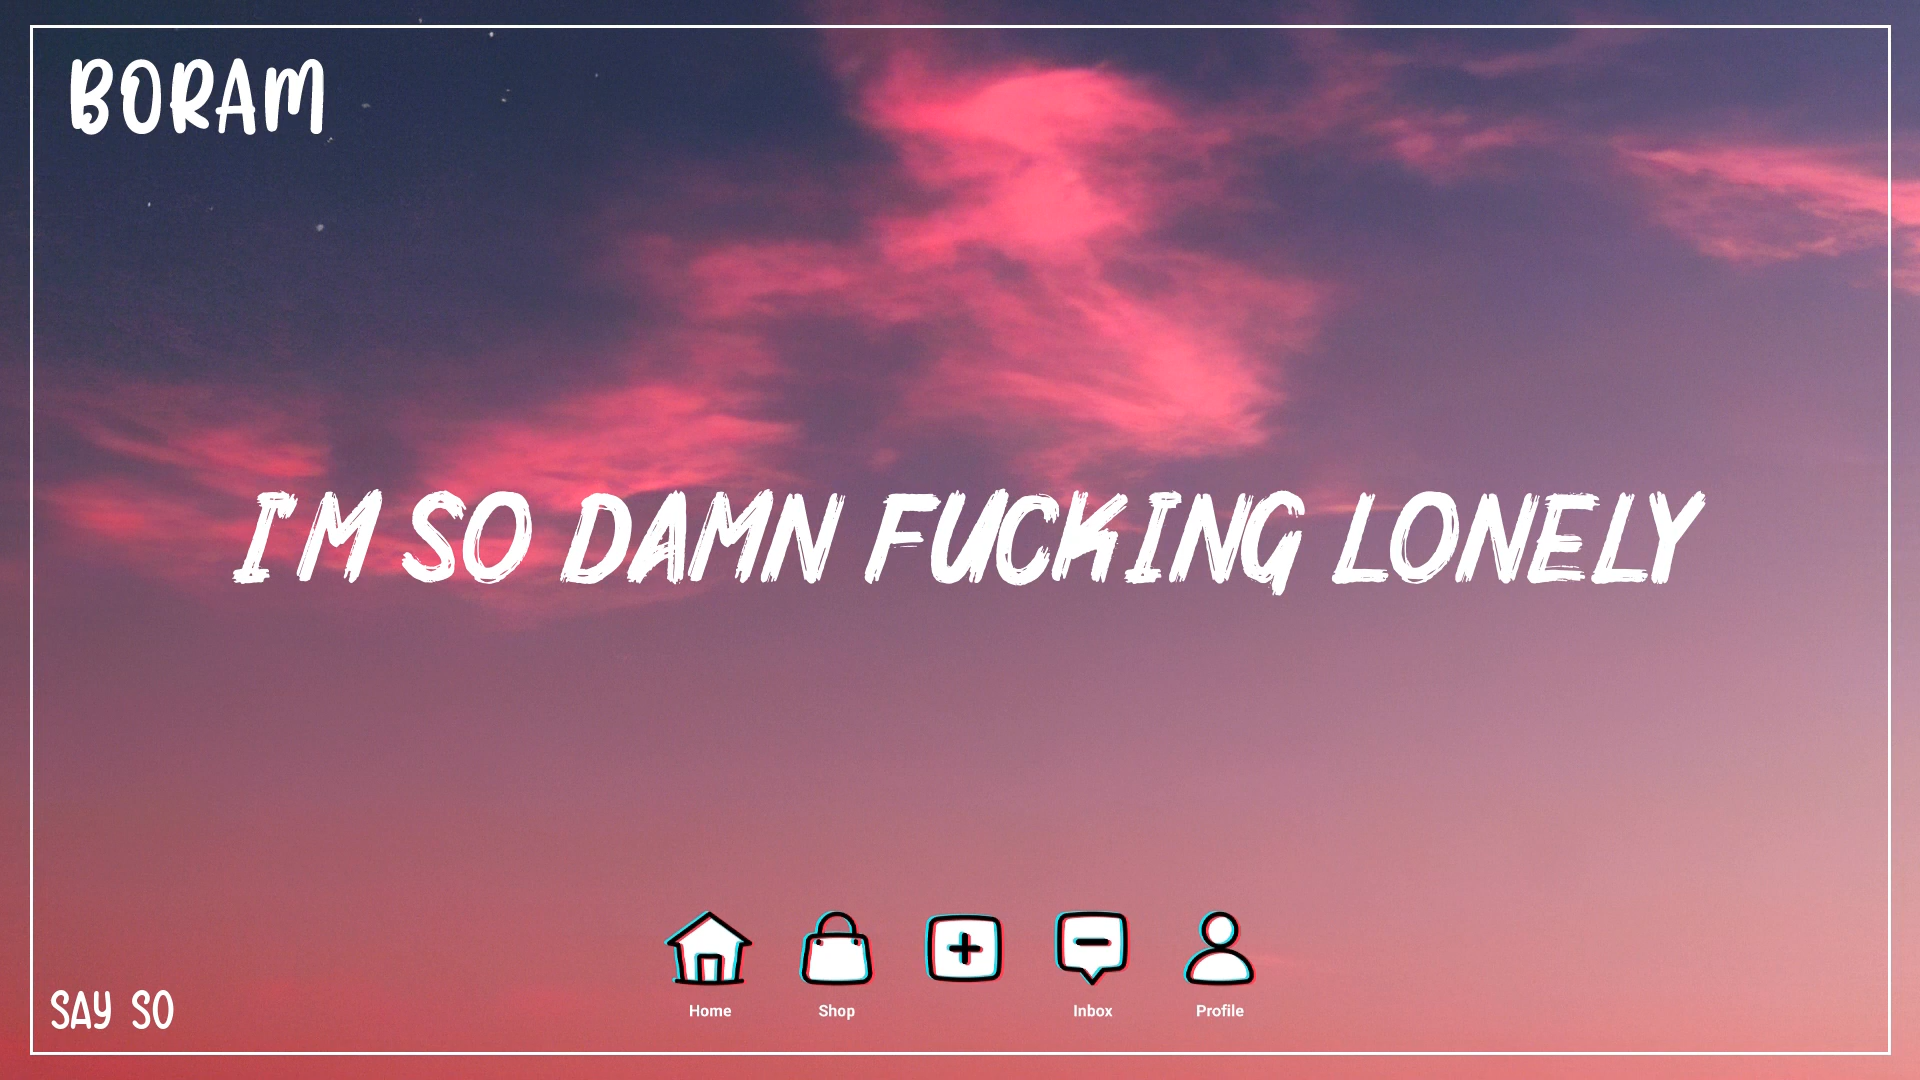 BORAM
I'M SO DAMN FUCKING LONELY
Home
Shop
Inbox
Profile
SAY SO